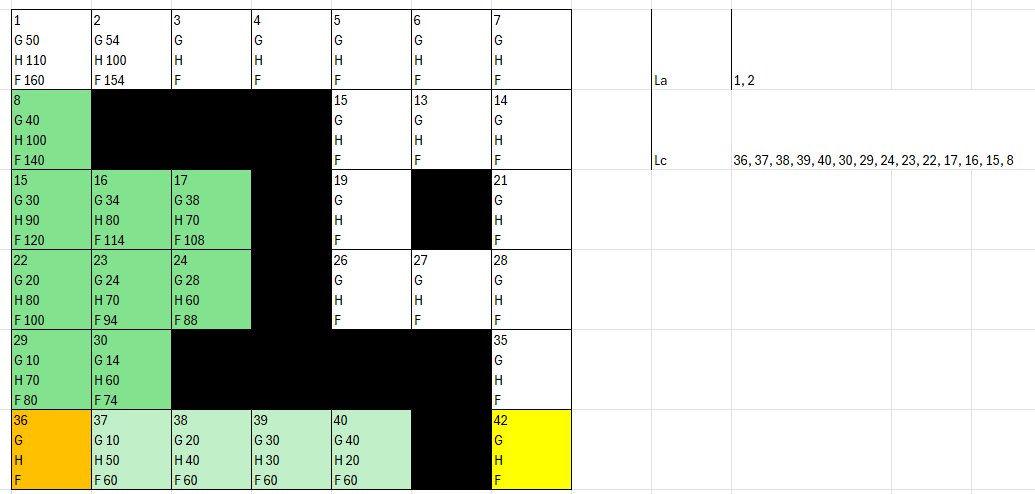 1 2 3 4 5 6 7
G 50 G 54 G G G G G
H 110 H 100 H H H H H
F 160 F 154 F F F F F La 1, 2
8 15 13 14
G 40 G G G
H 100 H H H
F 140 F F F Lc 36, 37, 38, 39, 40, 30, 29, 24, 23, 22, 17, 16, 15, 8
15 16 17 19 21
G 30 G 34 G 38 G G
H 90 H 80 H 70 H H
F 120 F 114 F 108 F F
22 23 24 26 27 28
G 20 G 24 G 28 G G G
H 80 H 70 H 60 H H H
F 100 F 94 F 88 F F F
29 30 35
G 10 G 14 G
H 70 H 60 H
F 80 F 74 F
36 37 38 39 40 42
G G 10 G 20 G 30 G 40 G
H H 50 H 40 H 30 H 20 H
F F 60 F 60 F 60 F 60 F